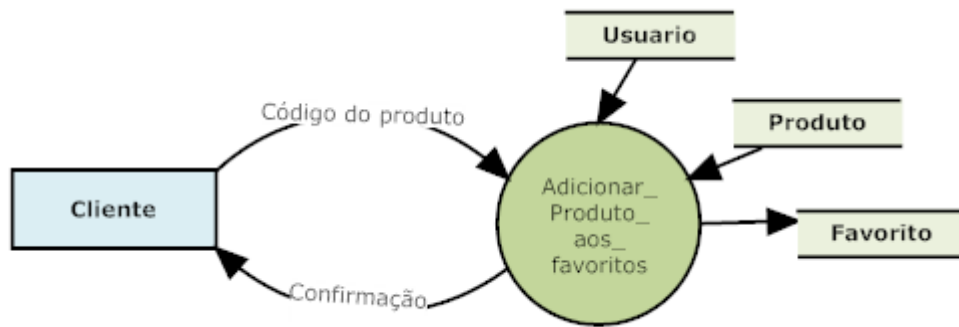 Usuario
Código do produto
Produto
Cliente
Adicionar_
Produto_
aos_
favoritos
Favorito
Confirmação